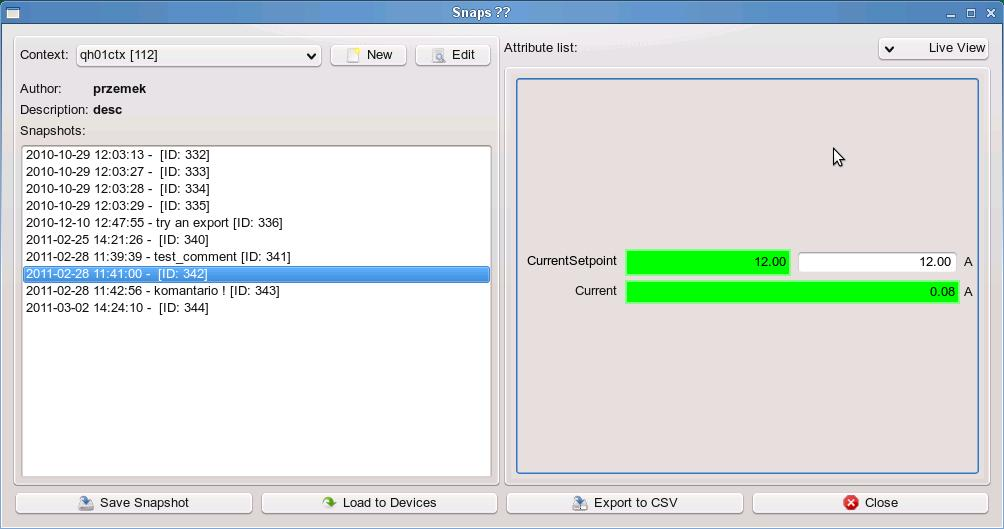 Snaps ??
Context: qh01ctx [112] New Edit
Author: przemek
Description: desc
Snapshots:
2010-10-29 12:03:13 - [ID: 332]
2010-10-29 12:03:27 - [ID: 333]
2010-10-29 12:03:28 - [ID: 334]
2010-10-29 12:03:29 - [ID: 335]
2010-12-10 12:47:55 - try an export [ID: 336]
2011-02-25 14:21:26 - [ID: 340]
2011-02-28 11:39:39 - test_comment [ID: 341]
2011-02-28 11:41:00 - [ID: 342]
2011-02-28 11:42:56 - komantario ! [ID: 343]
2011-03-02 14:24:10 - [ID: 344]
Attribute list: Live View
CurrentSetpoint 12.00 12.00 A
Current 0.08 A
Save Snapshot Load to Devices Export to CSV Close